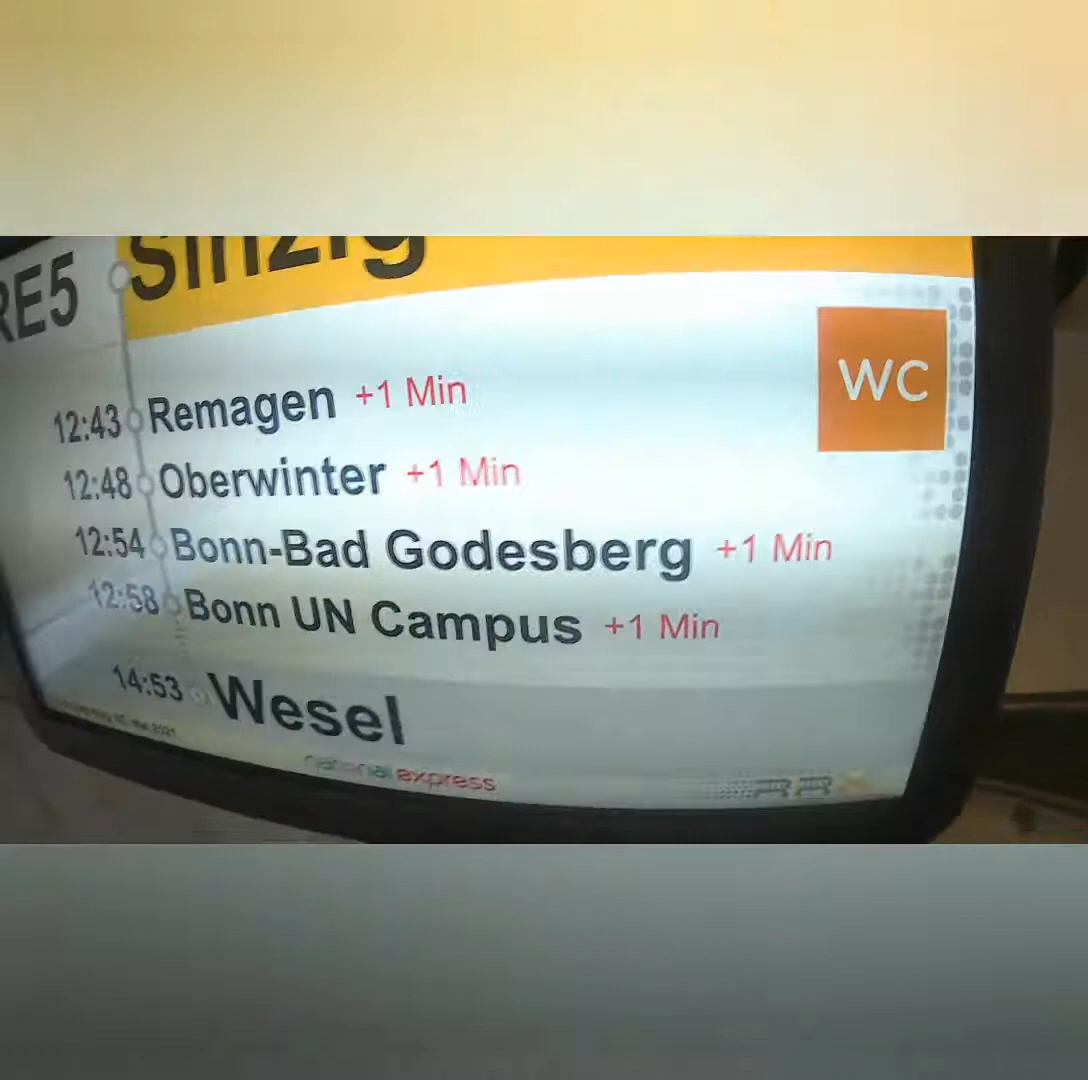 RE5 Sinzig
WC
12:43 Remagen +1 Min
12:48 Oberwinter +1 Min
12:54 Bonn-Bad Godesberg +1 Min
12:58 Bonn UN Campus +1 Min
14:53 Wesel
national express